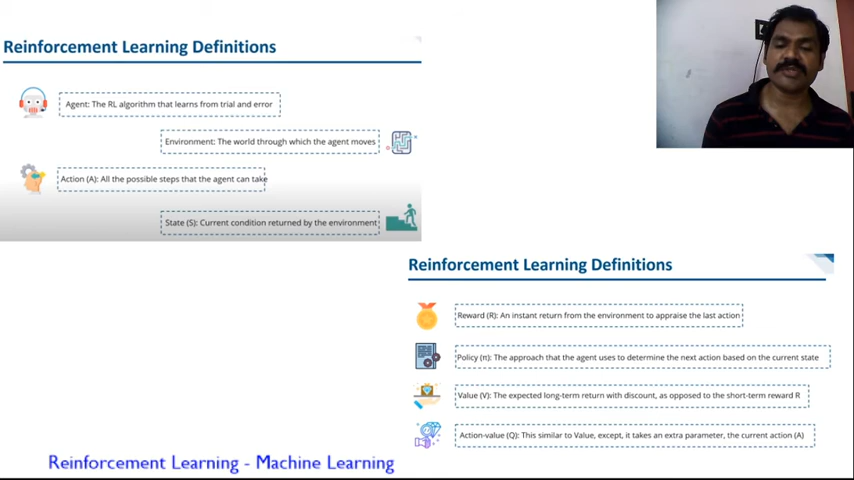 Reinforcement Learning Definitions
Agent: The RL algorithm that learns from trial and error
Environment: The world through which the agent moves
Action (A): All the possible steps that the agent can take
State (S): Current condition returned by the environment
Reinforcement Learning Definitions
Reward (R): An instant return from the environment to appraise the last action
Policy (π): The approach that the agent uses to determine the next action based on the current state
Value (V): The expected long-term return with discount, as opposed to the short-term reward R
Action-value (Q): This similar to Value, except, it takes an extra parameter, the current action (A)
Reinforcement Learning - Machine Learning